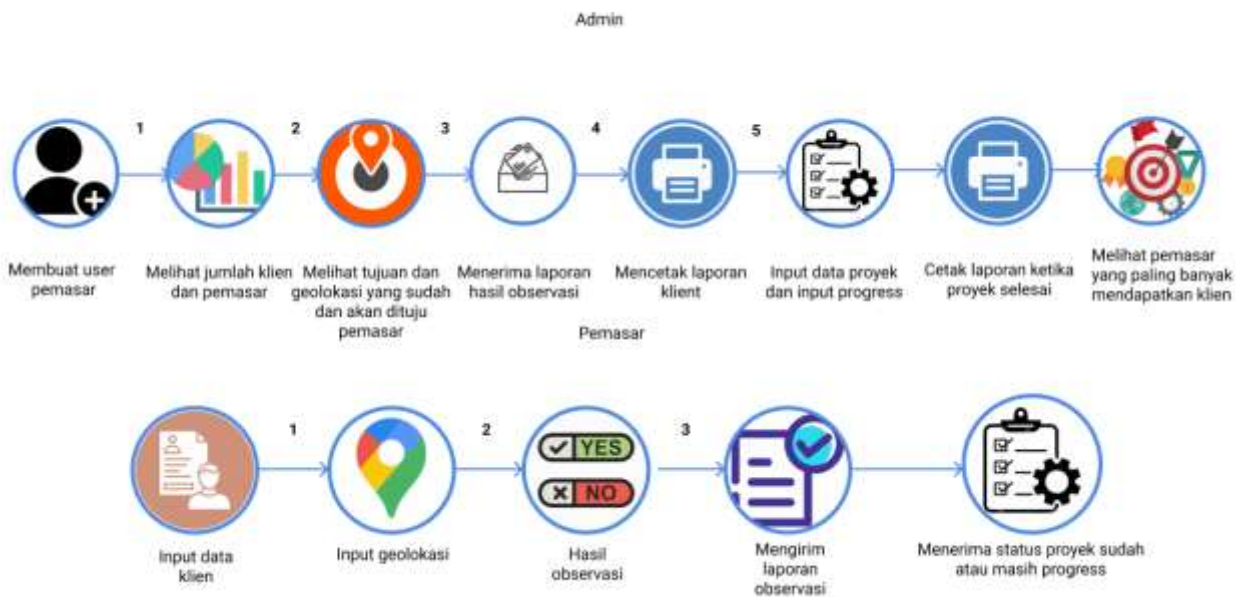 Admin
1
2
3
4
5
Membuat user
pemasar
Melihat jumlah klien
dan pemasar
Melihat tujuan dan
geolokasi yang sudah
dan akan dituju
pemasar
Menerima laporan
hasil observasi
Mencetak laporan
klient
Input data proyek
dan input progress
Cetak laporan ketika
proyek selesai
Melihat pemasar
yang paling banyak
mendapatkan klien
Pemasar
1
2
3
YES
NO
Input data
klien
Input geolokasi
Hasil
observasi
Mengirim
laporan
observasi
Menerima status proyek sudah
atau masih progress